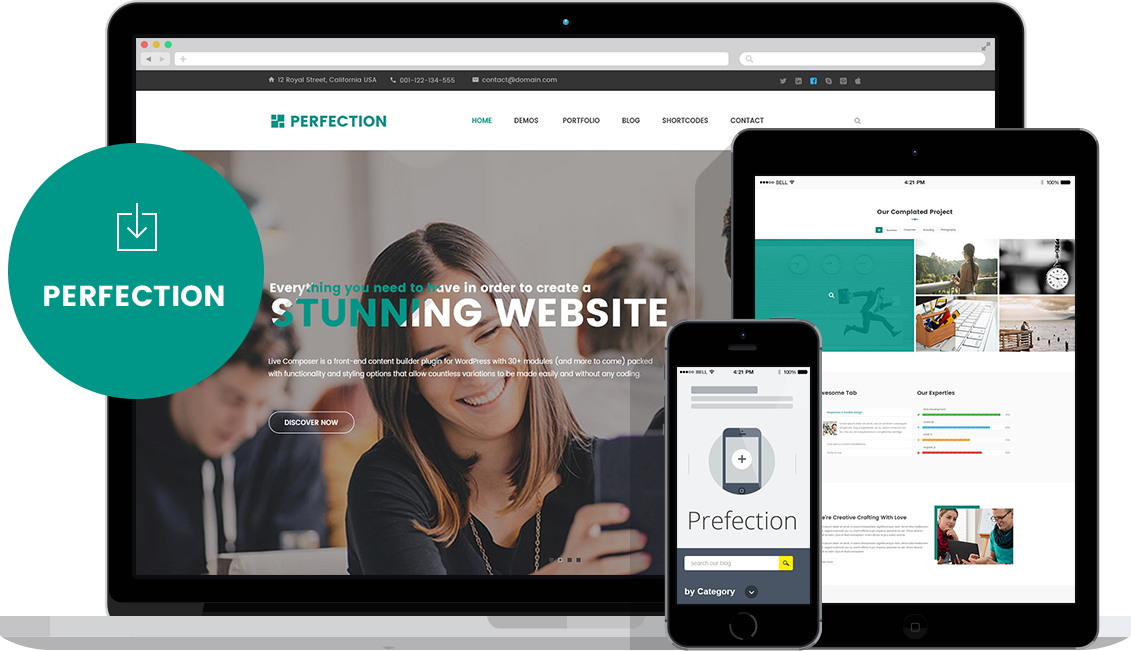 12 Royal Street, California USA
001-122-134-555
contact@domain.com
PERFECTION
HOME
DEMOS
PORTFOLIO
BLOG
SHORTCODES
CONTACT
PERFECTION
Everything you need to have in order to create a
STUNNING WEBSITE
Live Composer is a front-end content builder plugin for WordPress with 30+ modules (and more to come) packed
with functionality and styling options that allow countless variations to be made easily and without any coding.
DISCOVER NOW
BELL
4:21 PM
100%
Our Complated Project
Photography
wesome Tab
Our Experties
're Creative Crafting With Love
BELL
4:21 PM
100%
Prefection
Search our blog
by Category